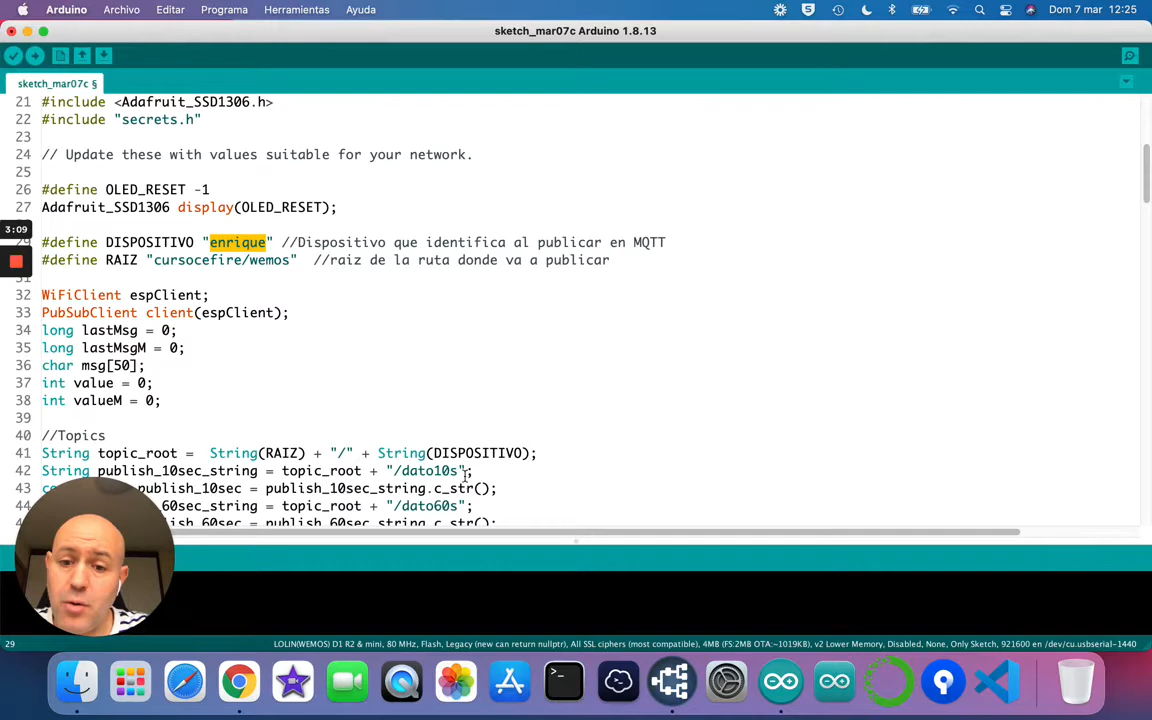 Arduino Archivo Editar Programa Herramientas Ayuda Dom 7 mar 12:25
sketch_mar07c Arduino 1.8.13
sketch_mar07c §
21 #include <Adafruit_SSD1306.h>
22 #include "secrets.h"
23
24 // Update these with values suitable for your network.
25
26 #define OLED_RESET -1
27 Adafruit_SSD1306 display(OLED_RESET);
3:09
29 #define DISPOSITIVO "enrique" //Dispositivo que identifica al publicar en MQTT
#define RAIZ "cursocefire/wemos" //raiz de la ruta donde va a publicar
32 WiFiClient espClient;
33 PubSubClient client(espClient);
34 long lastMsg = 0;
35 long lastMsgM = 0;
36 char msg[50];
37 int value = 0;
38 int valueM = 0;
39
40 //Topics
41 String topic_root = String(RAIZ) + "/" + String(DISPOSITIVO);
42 String publish_10sec_string = topic_root + "/dato10s";
43 publish_10sec = publish_10sec_string.c_str();
44 60sec_string = topic_root + "/dato60s";
publish_60sec = publish_60sec_string.c_str();
29 LOLIN(WEMOS) D1 R2 & mini, 80 MHz, Flash, Legacy (new can return nullptr), All SSL ciphers (most compatible), 4MB (FS:2MB OTA:~1019KB), v2 Lower Memory, Disabled, None, Only Sketch, 921600 en /dev/cu.usbserial-1440